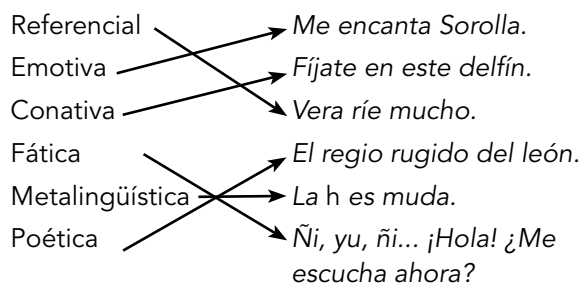 Referencial
Emotiva
Conativa
Fática
Metalingüística
Poética
Me encanta Sorolla.
Fíjate en este delfín.
Vera ríe mucho.
El regio rugido del león.
La h es muda.
Ñi, yu, ñi... ¡Hola! ¿Me
escucha ahora?